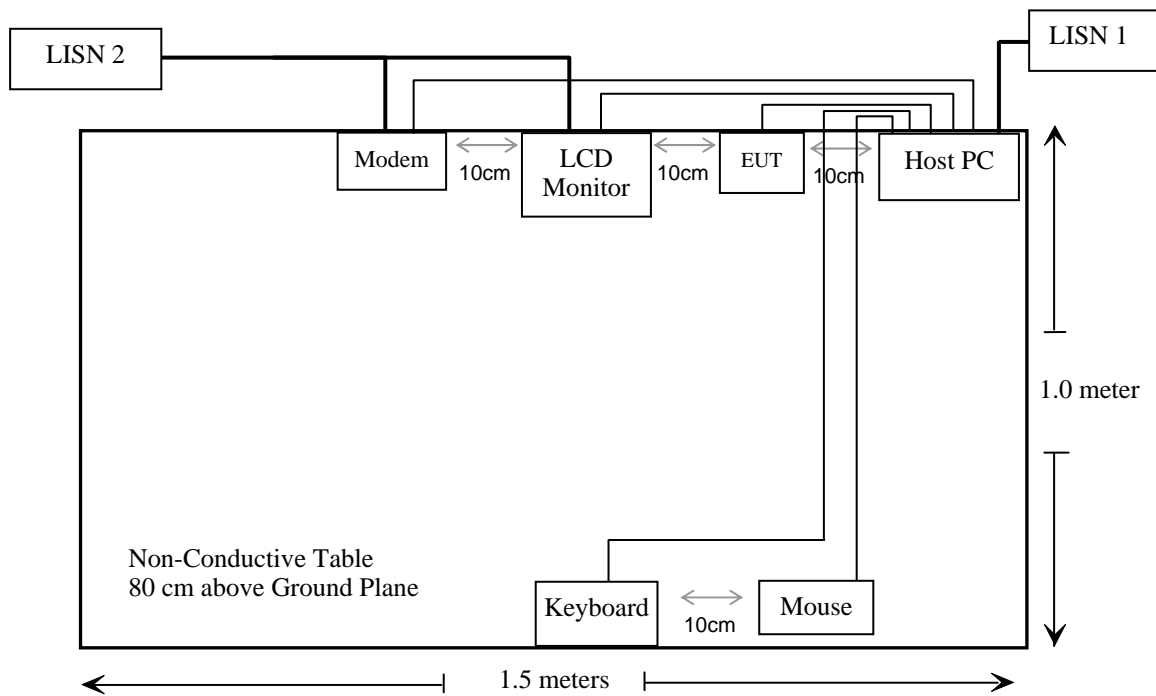 LISN 2
LISN 1
Modem
10cm
LCD
Monitor
10cm
EUT
10cm
Host PC
1.0 meter
Non-Conductive Table
80 cm above Ground Plane
Keyboard
10cm
Mouse
1.5 meters